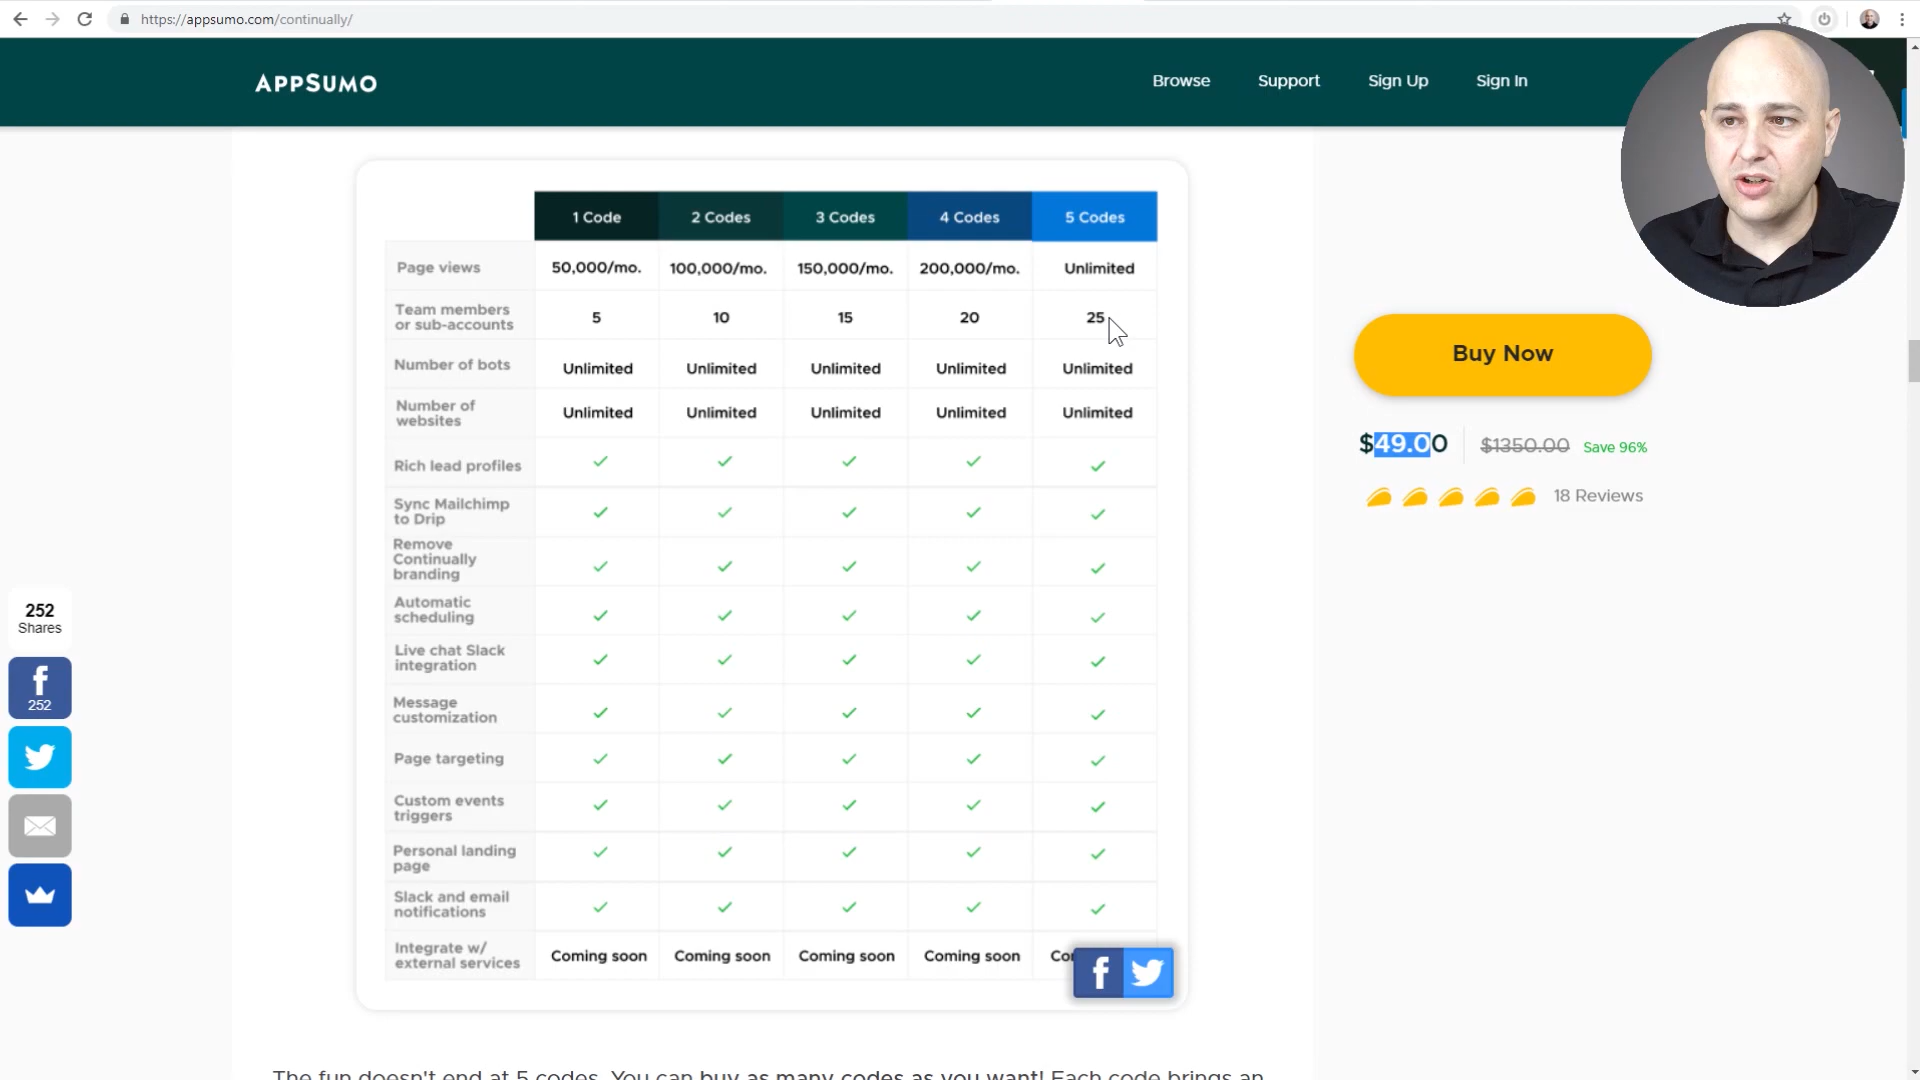 https://appsumo.com/continually/
APPSUMO
Browse Support Sign Up Sign In
1 Code 2 Codes 3 Codes 4 Codes 5 Codes
Page views 50,000/mo. 100,000/mo. 150,000/mo. 200,000/mo. Unlimited
Team members
or sub-accounts 5 10 15 20 25
Number of bots Unlimited Unlimited Unlimited Unlimited Unlimited
Number of
websites Unlimited Unlimited Unlimited Unlimited Unlimited
Rich lead profiles
Sync Mailchimp
to Drip
Remove
Continually
branding
Automatic
scheduling
Live chat Slack
integration
Message
customization
Page targeting
Custom events
triggers
Personal landing
page
Slack and email
notifications
Integrate w/
external services Coming soon Coming soon Coming soon Coming soon
Buy Now
$49.00 $1350.00 Save 96%
18 Reviews
252
Shares
252
The fun doesn't end at 5 codes. You can buy as many codes as you want! Each code brings an